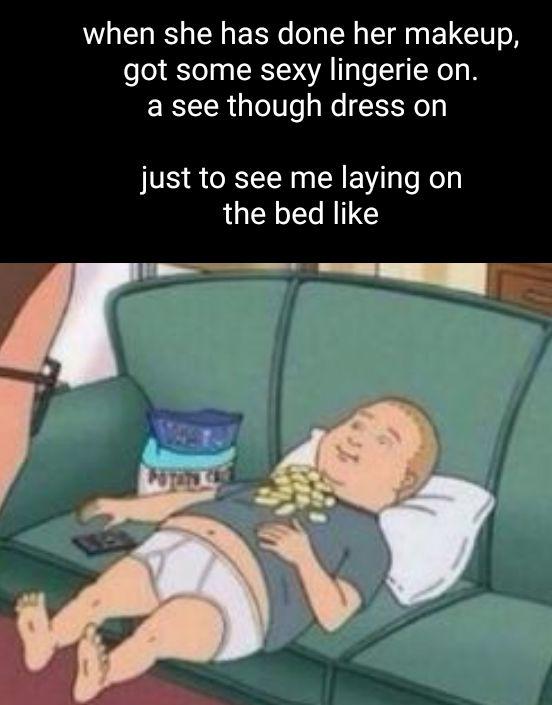 when she has done her makeup,
got some sexy lingerie on.
a see though dress on
just to see me laying on
the bed like
POTATO